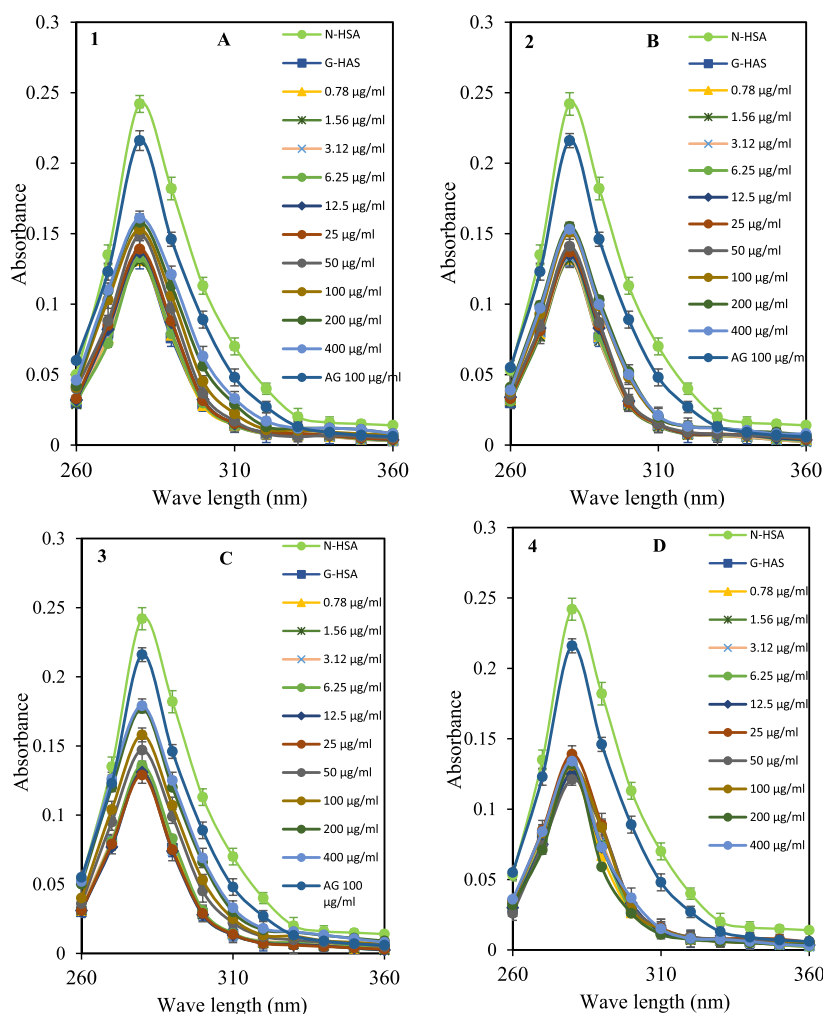 0.3
0.25
0.2
0.15
0.1
0.05
0
Absorbance
260
310
360
Wave length (nm)
1
A
N-HSA
G-HAS
0.78 µg/ml
1.56 µg/ml
3.12 µg/ml
6.25 µg/ml
12.5 µg/ml
25 µg/ml
50 µg/ml
100 µg/ml
200 µg/ml
400 µg/ml
AG 100 µg/ml
0.3
0.25
0.2
0.15
0.1
0.05
0
Absorbance
260
310
360
Wave length (nm)
2
B
N-HSA
G-HAS
0.78 µg/ml
1.56 µg/ml
3.12 µg/ml
6.25 µg/ml
12.5 µg/ml
25 µg/ml
50 µg/ml
100 µg/ml
200 µg/ml
400 µg/ml
AG 100 µg/m
0.3
0.25
0.2
0.15
0.1
0.05
0
Absorbance
260
310
360
Wave length (nm)
3
C
N-HSA
G-HSA
0.78 µg/ml
1.56 µg/ml
3.12 µg/ml
6.25 µg/ml
12.5 µg/ml
25 µg/ml
50 µg/ml
100 µg/ml
200 µg/ml
400 µg/ml
AG 100
µg/ml
0.3
0.25
0.2
0.15
0.1
0.05
0
Absorbance
260
310
360
Wave length (nm)
4
D
N-HSA
G-HAS
0.78 µg/ml
1.56 µg/ml
3.12 µg/ml
6.25 µg/ml
12.5 µg/ml
25 µg/ml
50 µg/ml
100 µg/ml
200 µg/ml
400 µg/ml